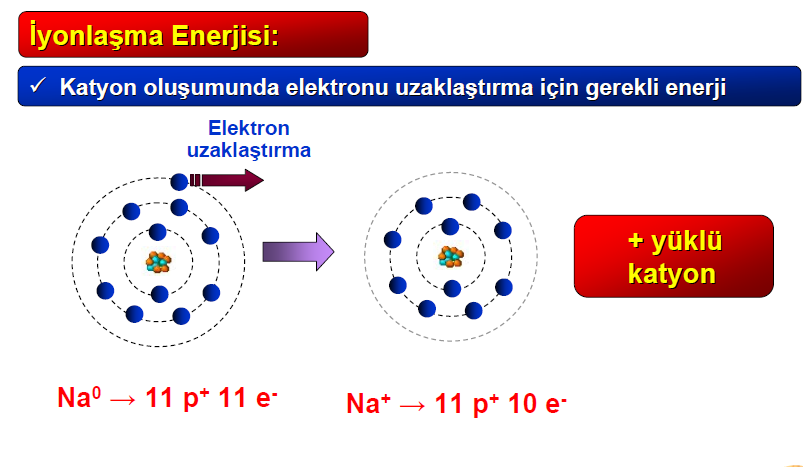 İyonlaşma Enerjisi:
✓ Katyon oluşumunda elektronu uzaklaştırma için gerekli enerji
Elektron
uzaklaştırma
+ yüklü
katyon
Na⁰ → 11 p⁺ 11 e⁻
Na⁺ → 11 p⁺ 10 e⁻